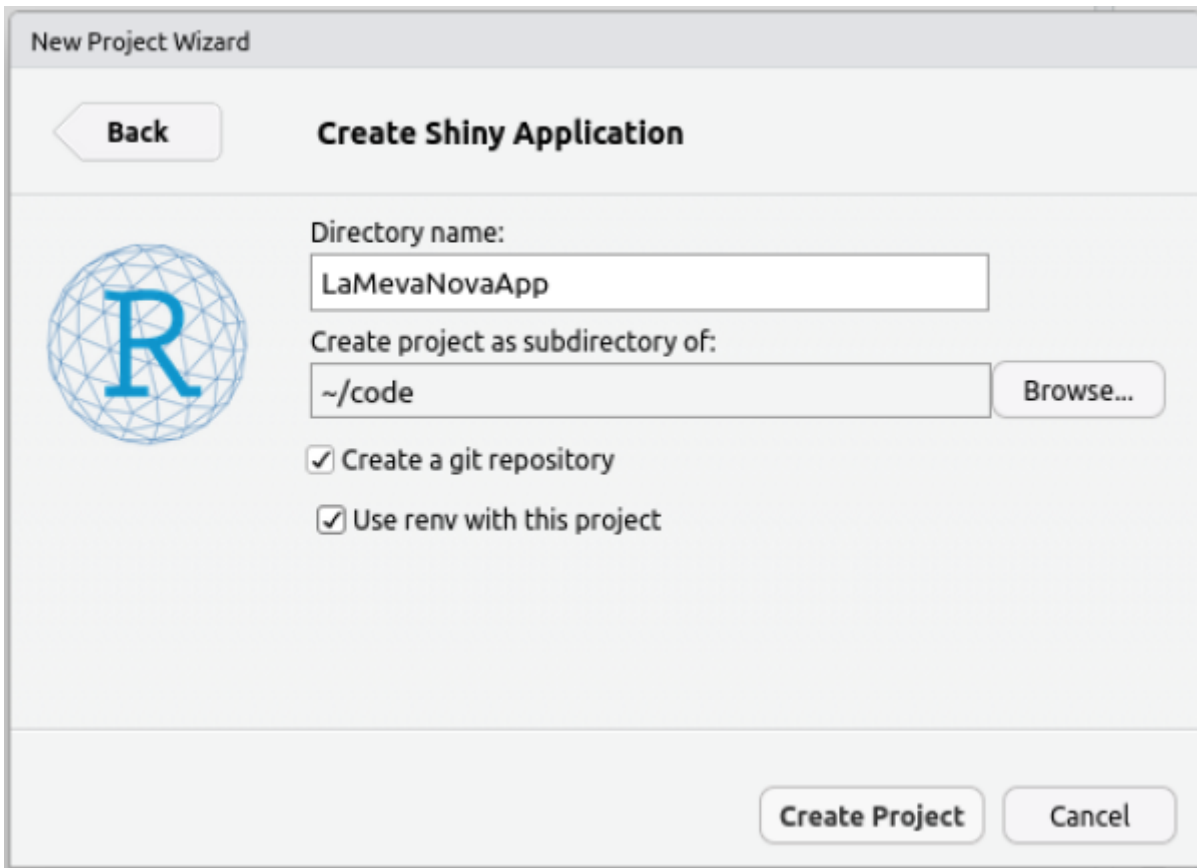 New Project Wizard
Back
Create Shiny Application
Directory name:
LaMevaNovaApp
Create project as subdirectory of:
~/code
Browse...
Create a git repository
Use renv with this project
R
Create Project
Cancel